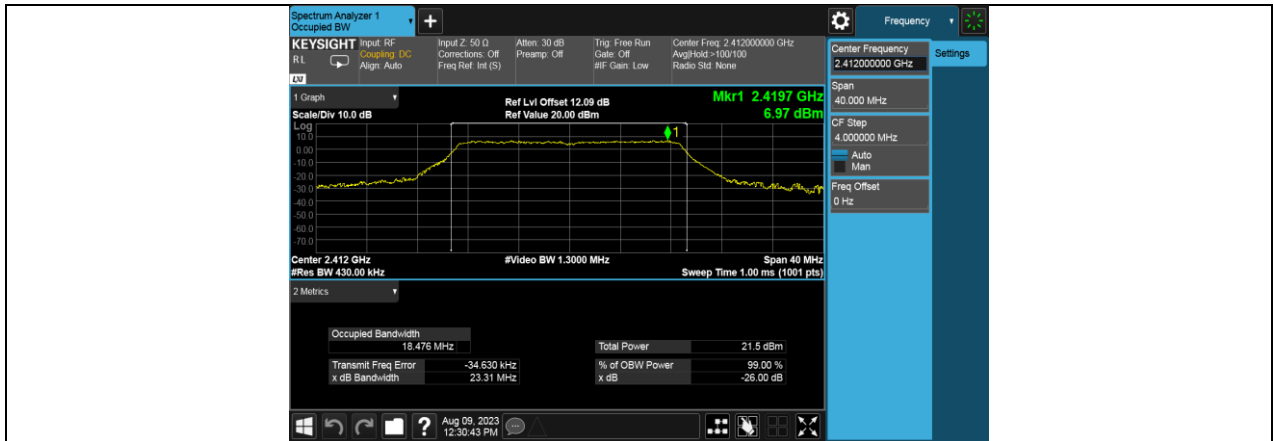 Spectrum Analyzer 1
Occupied BW
Frequency
KEYSIGHT
R L
LXI
Input: RF
Coupling: DC
Align: Auto
Input Z: 50 Ω
Corrections: Off
Freq Ref: Int (S)
Atten: 30 dB
Preamp: Off
Trig: Free Run
Gate: Off
#IF Gain: Low
Center Freq: 2.412000000 GHz
Avg|Hold:>100/100
Radio Std: None
1 Graph
Scale/Div 10.0 dB
Ref Lvl Offset 12.09 dB
Ref Value 20.00 dBm
Mkr1 2.4197 GHz
6.97 dBm
Log
10.0
0.00
-10.0
-20.0
-30.0
-40.0
-50.0
-60.0
-70.0
1
Center 2.412 GHz
#Res BW 430.00 kHz
#Video BW 1.3000 MHz
Span 40 MHz
Sweep Time 1.00 ms (1001 pts)
2 Metrics
Occupied Bandwidth
18.476 MHz
Transmit Freq Error -34.630 kHz
x dB Bandwidth 23.31 MHz
Total Power 21.5 dBm
% of OBW Power 99.00 %
x dB -26.00 dB
Center Frequency
2.412000000 GHz
Settings
Span
40.000 MHz
CF Step
4.000000 MHz
Auto
Man
Freq Offset
0 Hz
?
Aug 09, 2023
12:30:43 PM